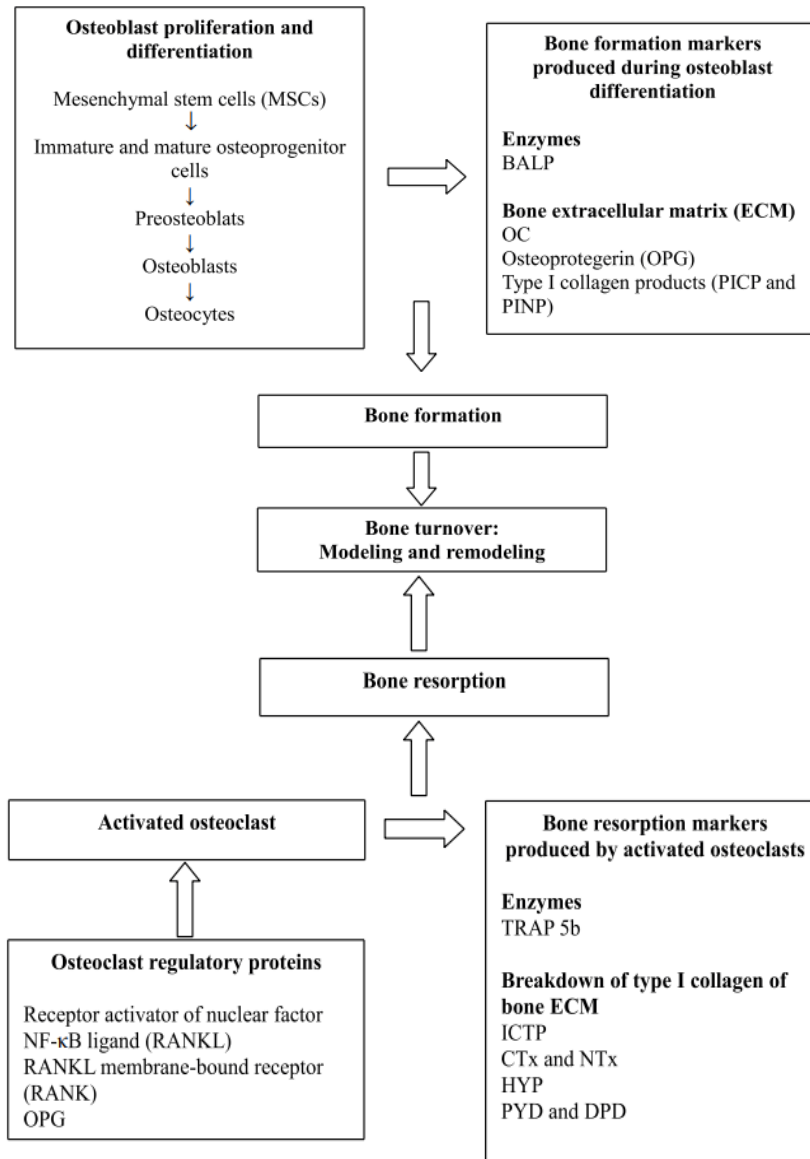 Osteoblast proliferation and
differentiation
Mesenchymal stem cells (MSCs)
↓
Immature and mature osteoprogenitor
cells
↓
Preosteoblats
↓
Osteoblasts
↓
Osteocytes
Bone formation markers
produced during osteoblast
differentiation
Enzymes
BALP
Bone extracellular matrix (ECM)
OC
Osteoprotegerin (OPG)
Type I collagen products (PICP and
PINP)
Bone formation
Bone turnover:
Modeling and remodeling
Bone resorption
Activated osteoclast
Osteoclast regulatory proteins
Receptor activator of nuclear factor
NF-κB ligand (RANKL)
RANKL membrane-bound receptor
(RANK)
OPG
Bone resorption markers
produced by activated osteoclasts
Enzymes
TRAP 5b
Breakdown of type I collagen of
bone ECM
ICTP
CTx and NTx
HYP
PYD and DPD